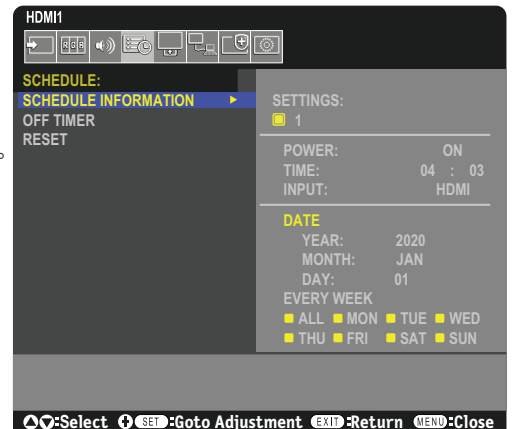 HDMI1
RGB
SCHEDULE:
SCHEDULE INFORMATION
OFF TIMER
RESET
SETTINGS:
1
POWER: ON
TIME: 04 : 03
INPUT: HDMI
DATE
YEAR: 2020
MONTH: JAN
DAY: 01
EVERY WEEK
ALL MON TUE WED
THU FRI SAT SUN
:Select SET:Goto Adjustment EXIT:Return MENU:Close